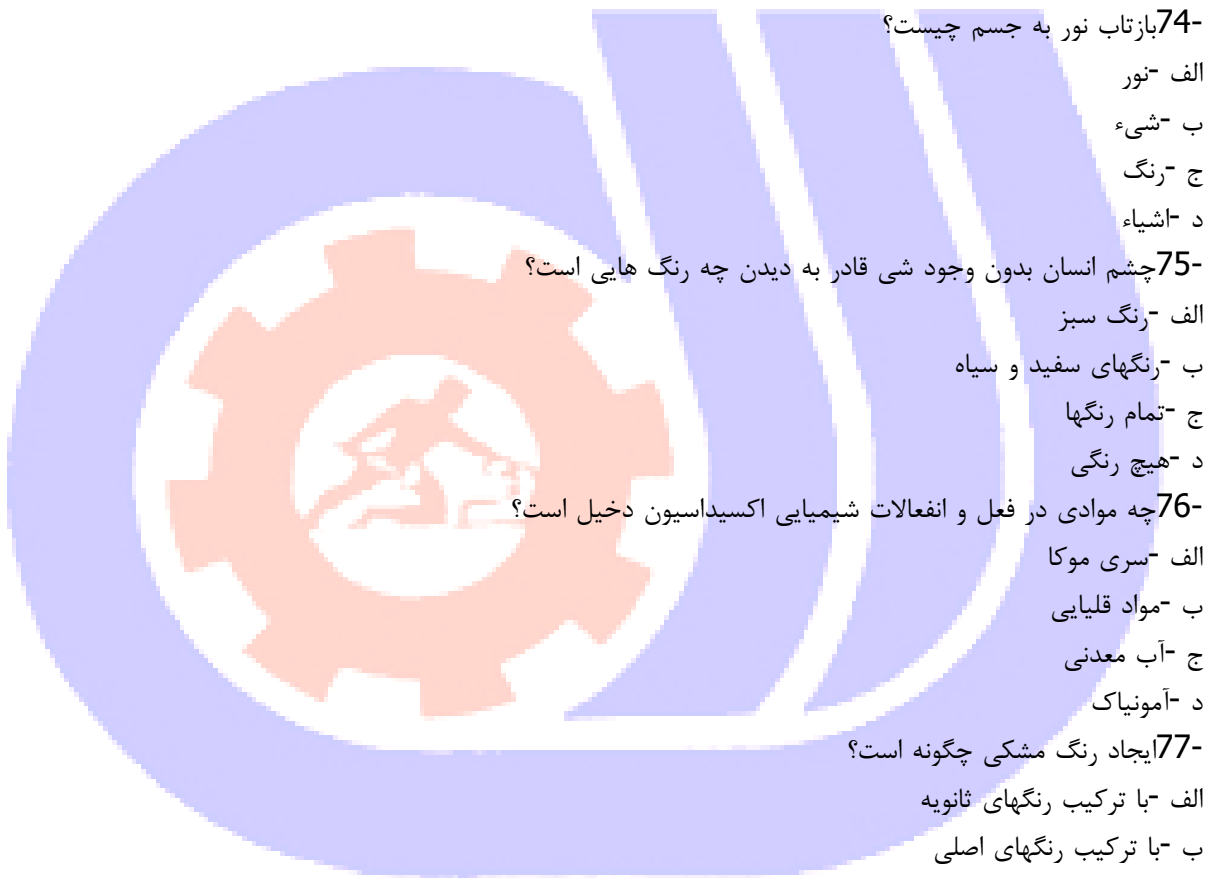 74-بازتاب نور به جسم چیست؟
الف -نور
ب -شیء
ج -رنگ
د -اشیاء
75-چشم انسان بدون وجود شی قادر به دیدن چه رنگ هایی است؟
الف -رنگ سبز
ب -رنگهای سفید و سیاه
ج -تمام رنگها
د -هیچ رنگی
76-چه موادی در فعل و انفعالات شیمیایی اکسیداسیون دخیل است؟
الف -سری موکا
ب -مواد قلیایی
ج -آب معدنی
د -آمونیاک
77-ایجاد رنگ مشکی چگونه است؟
الف -با ترکیب رنگهای ثانویه
ب -با ترکیب رنگهای اصلی